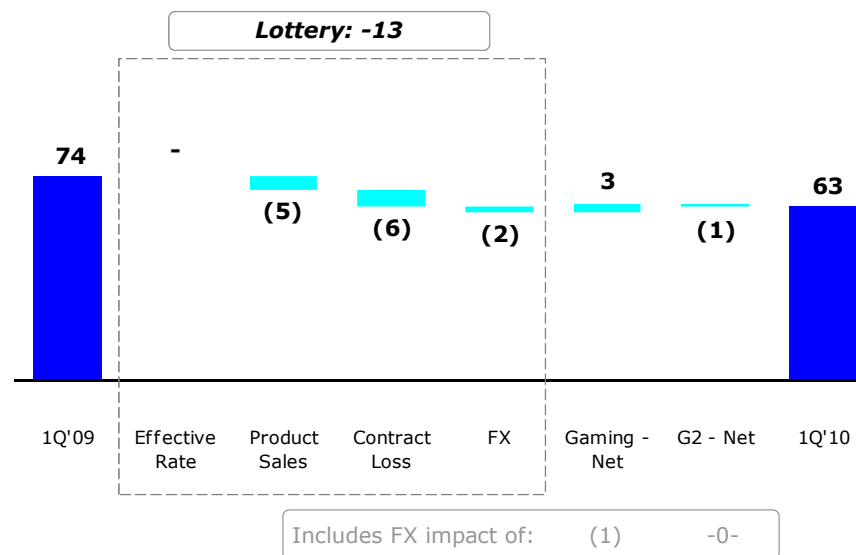 Lottery: -13
74
-
(5)
(6)
(2)
3
(1)
63
1Q'09
Effective
Rate
Product
Sales
Contract
Loss
FX
Gaming -
Net
G2 - Net
1Q'10
Includes FX impact of: (1) -0-